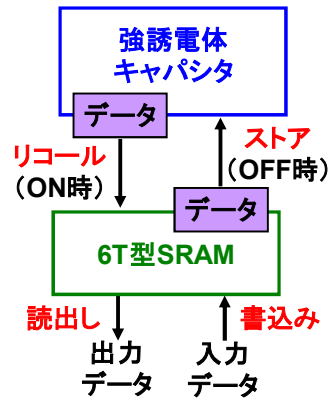 強誘電体
キャパシタ
データ
リコール
(ON時)
ストア
(OFF時)
データ
6T型SRAM
読出し
書込み
出力
データ
入力
データ